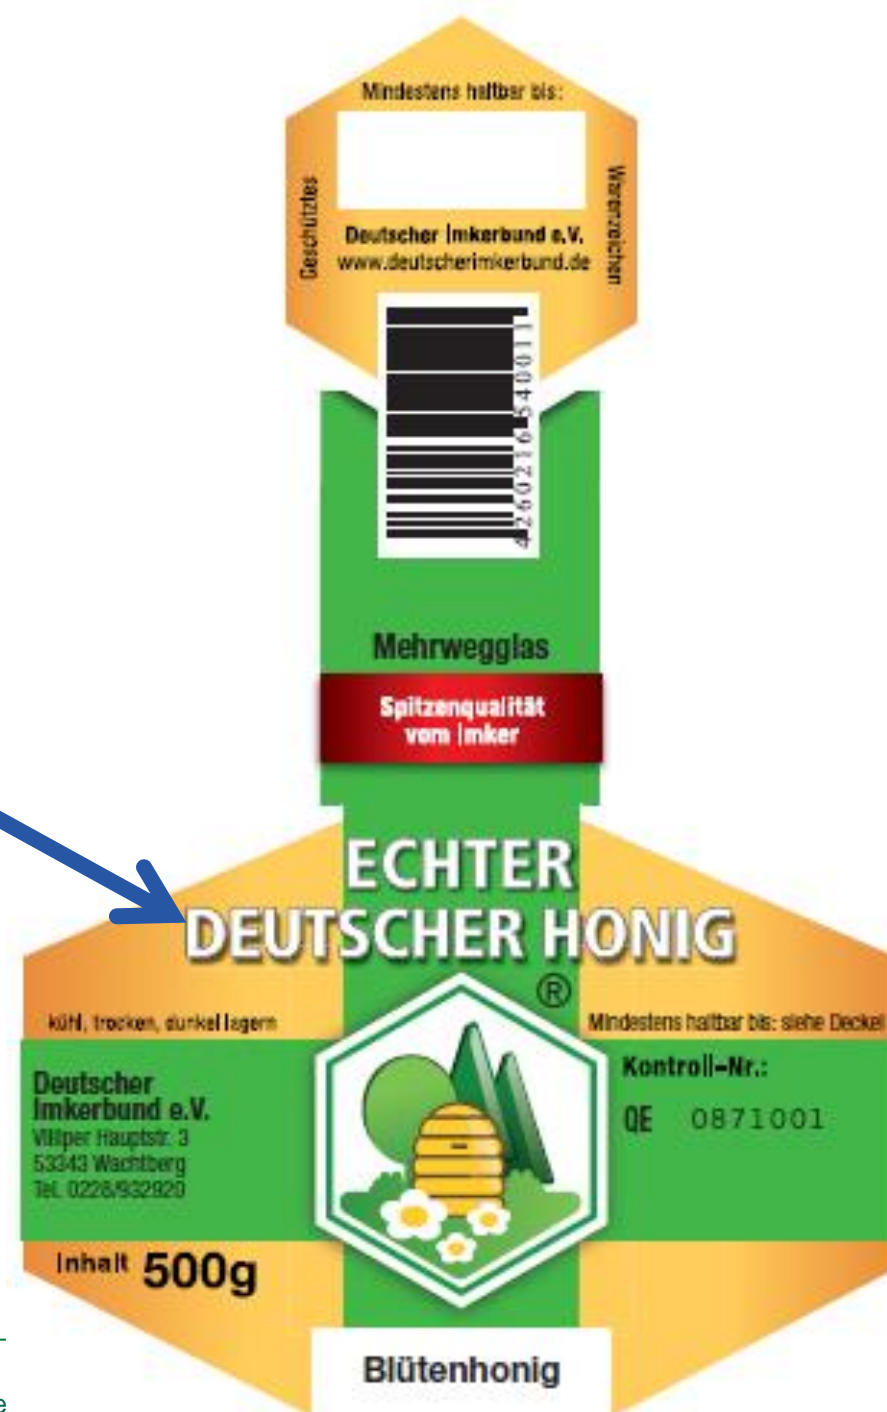 Mindestens haltbar bis:
Geschütztes
Warenzeichen
Deutscher Imkerbund e.V.
www.deutscherimkerbund.de
4260216540011
Mehrwegglas
Spitzenqualität
vom Imker
ECHTER
DEUTSCHER HONIG
®
kühl, trocken, dunkel lagern
Mindestens haltbar bis: siehe Deckel
Deutscher
Imkerbund e.V.
Villiper Hauptstr. 3
53343 Wachtberg
Tel. 0228/932920
Kontroll-Nr.:
QE 0871001
Inhalt 500g
Blütenhonig
e